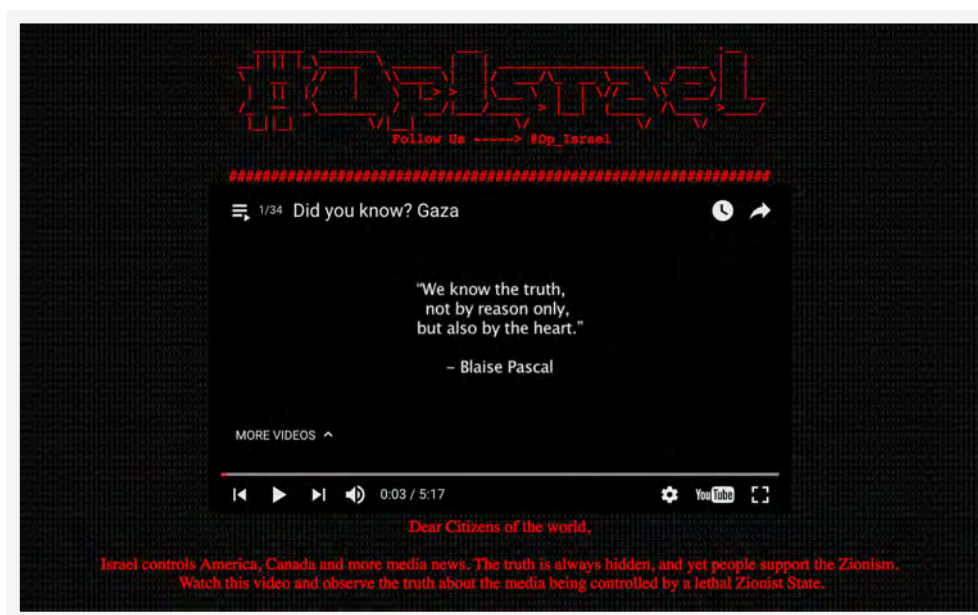 #OpIsrael
Follow Us -----> #Op_Israel
1/34 Did you know? Gaza
“We know the truth,
not by reason only,
but also by the heart.”
– Blaise Pascal
MORE VIDEOS
0:03 / 5:17 YouTube
Dear Citizens of the world,
Israel controls America, Canada and more media news. The truth is always hidden, and yet people support the Zionism.
Watch this video and observe the truth about the media being controlled by a lethal Zionist State.